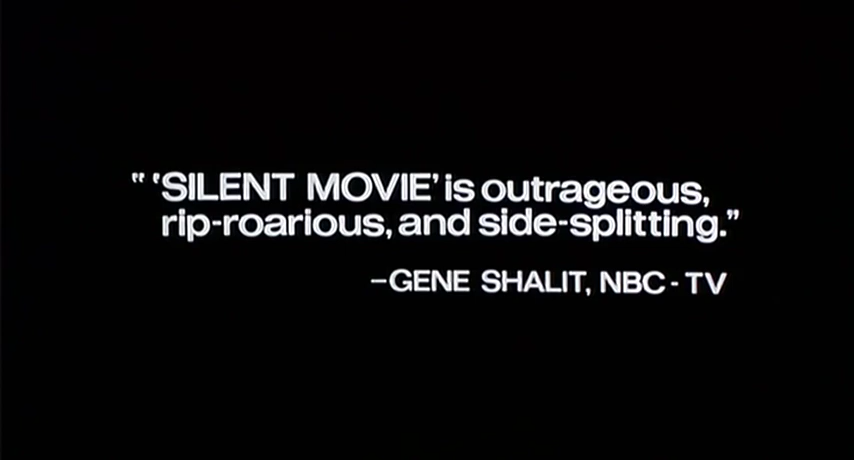 “ ‘SILENT MOVIE’ is outrageous,
rip-roarious, and side-splitting.”
–GENE SHALIT, NBC - TV